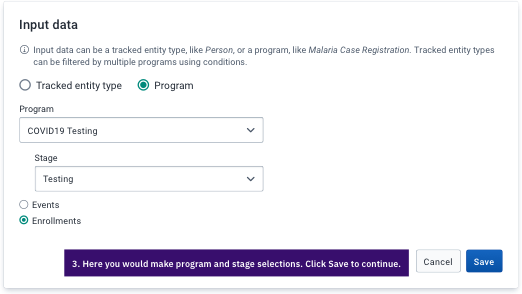 Input data
Input data can be a tracked entity type, like Person, or a program, like Malaria Case Registration. Tracked entity types
can be filtered by multiple programs using conditions.
Tracked entity type
Program
Program
COVID19 Testing
Stage
Testing
Events
Enrollments
3. Here you would make program and stage selections. Click Save to continue.
Cancel
Save